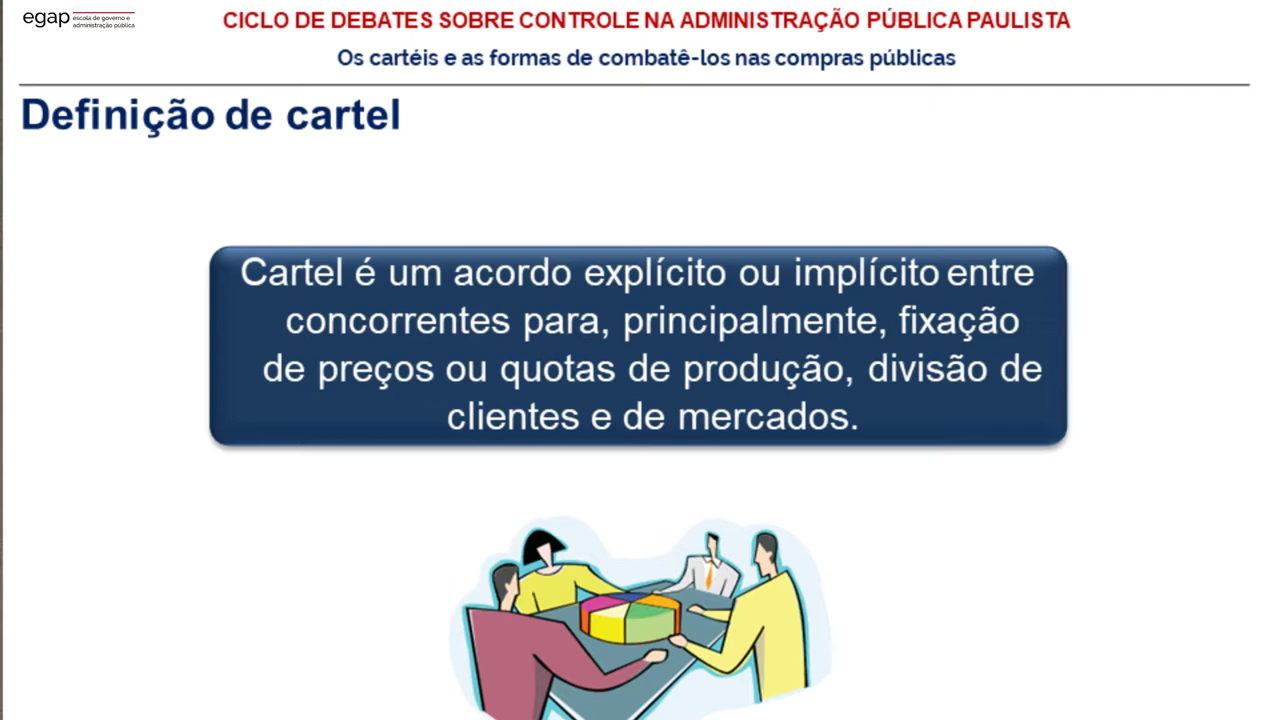 egap escola de governo e
administração pública
CICLO DE DEBATES SOBRE CONTROLE NA ADMINISTRAÇÃO PÚBLICA PAULISTA
Os cartéis e as formas de combatê-los nas compras públicas
Definição de cartel
Cartel é um acordo explícito ou implícito entre
concorrentes para, principalmente, fixação
de preços ou quotas de produção, divisão de
clientes e de mercados.